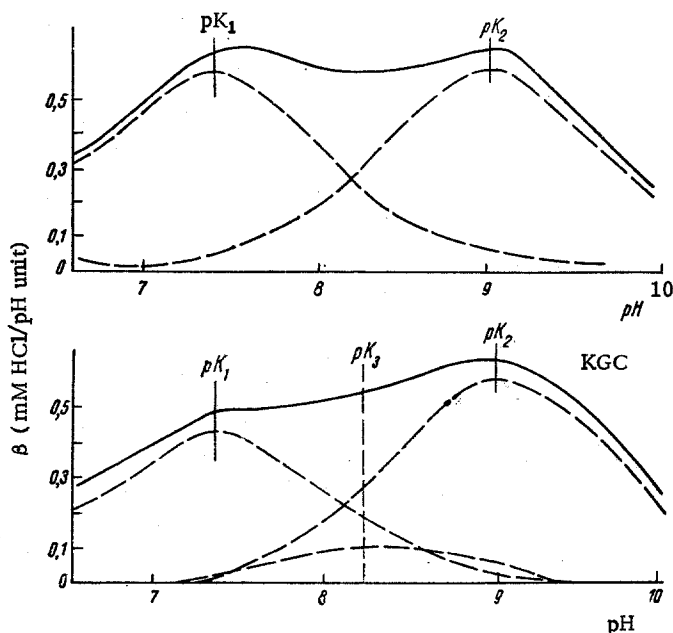 pK₁
pK₂
0,5
0,3
0,1
0
7
8
9
10
pH
β ( mM HCl/pH unit)
pK₁
pK₃
pK₂
KGC
0,5
0,3
0,1
0
7
8
9
10
pH